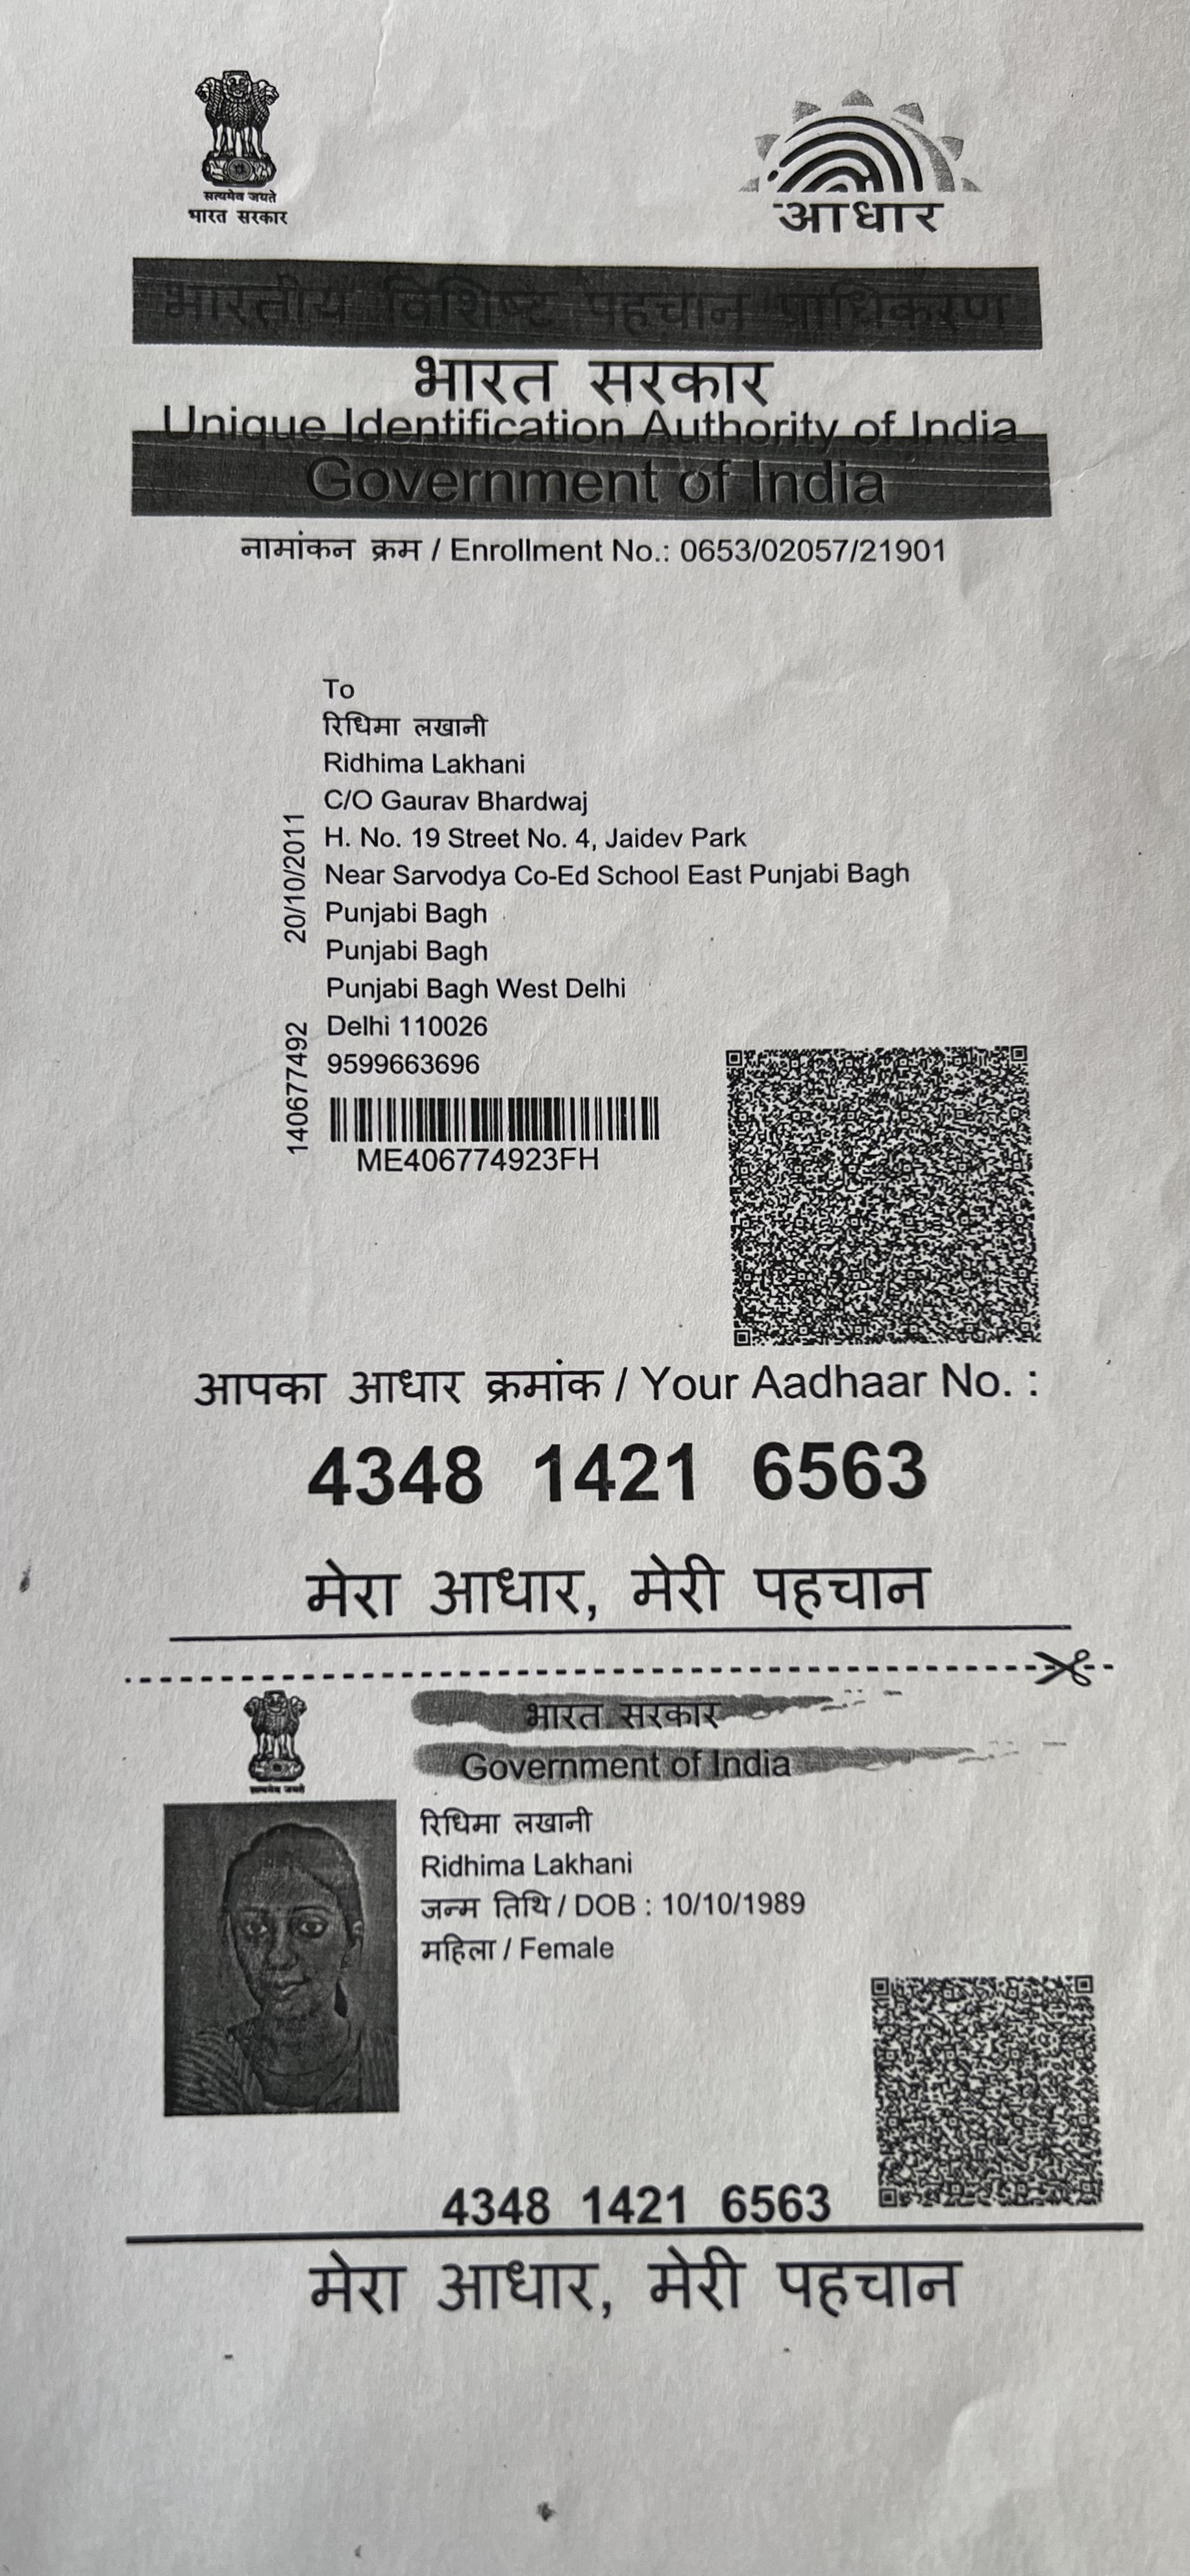 सत्यमेव जयते
भारत सरकार
आधार
भारतीय विशिष्ट पहचान प्राधिकरण
भारत सरकार
Unique Identification Authority of India
Government of India
नामांकन क्रम / Enrollment No.: 0653/02057/21901
To
रिधिमा लखानी
Ridhima Lakhani
C/O Gaurav Bhardwaj
H. No. 19 Street No. 4, Jaidev Park
Near Sarvodya Co-Ed School East Punjabi Bagh
Punjabi Bagh
Punjabi Bagh
Punjabi Bagh West Delhi
Delhi 110026
9599663696
20/10/2011
140677492
ME406774923FH
आपका आधार क्रमांक / Your Aadhaar No. :
4348 1421 6563
मेरा आधार, मेरी पहचान
सत्यमेव जयते
भारत सरकार
Government of India
रिधिमा लखानी
Ridhima Lakhani
जन्म तिथि / DOB : 10/10/1989
महिला / Female
4348 1421 6563
मेरा आधार, मेरी पहचान